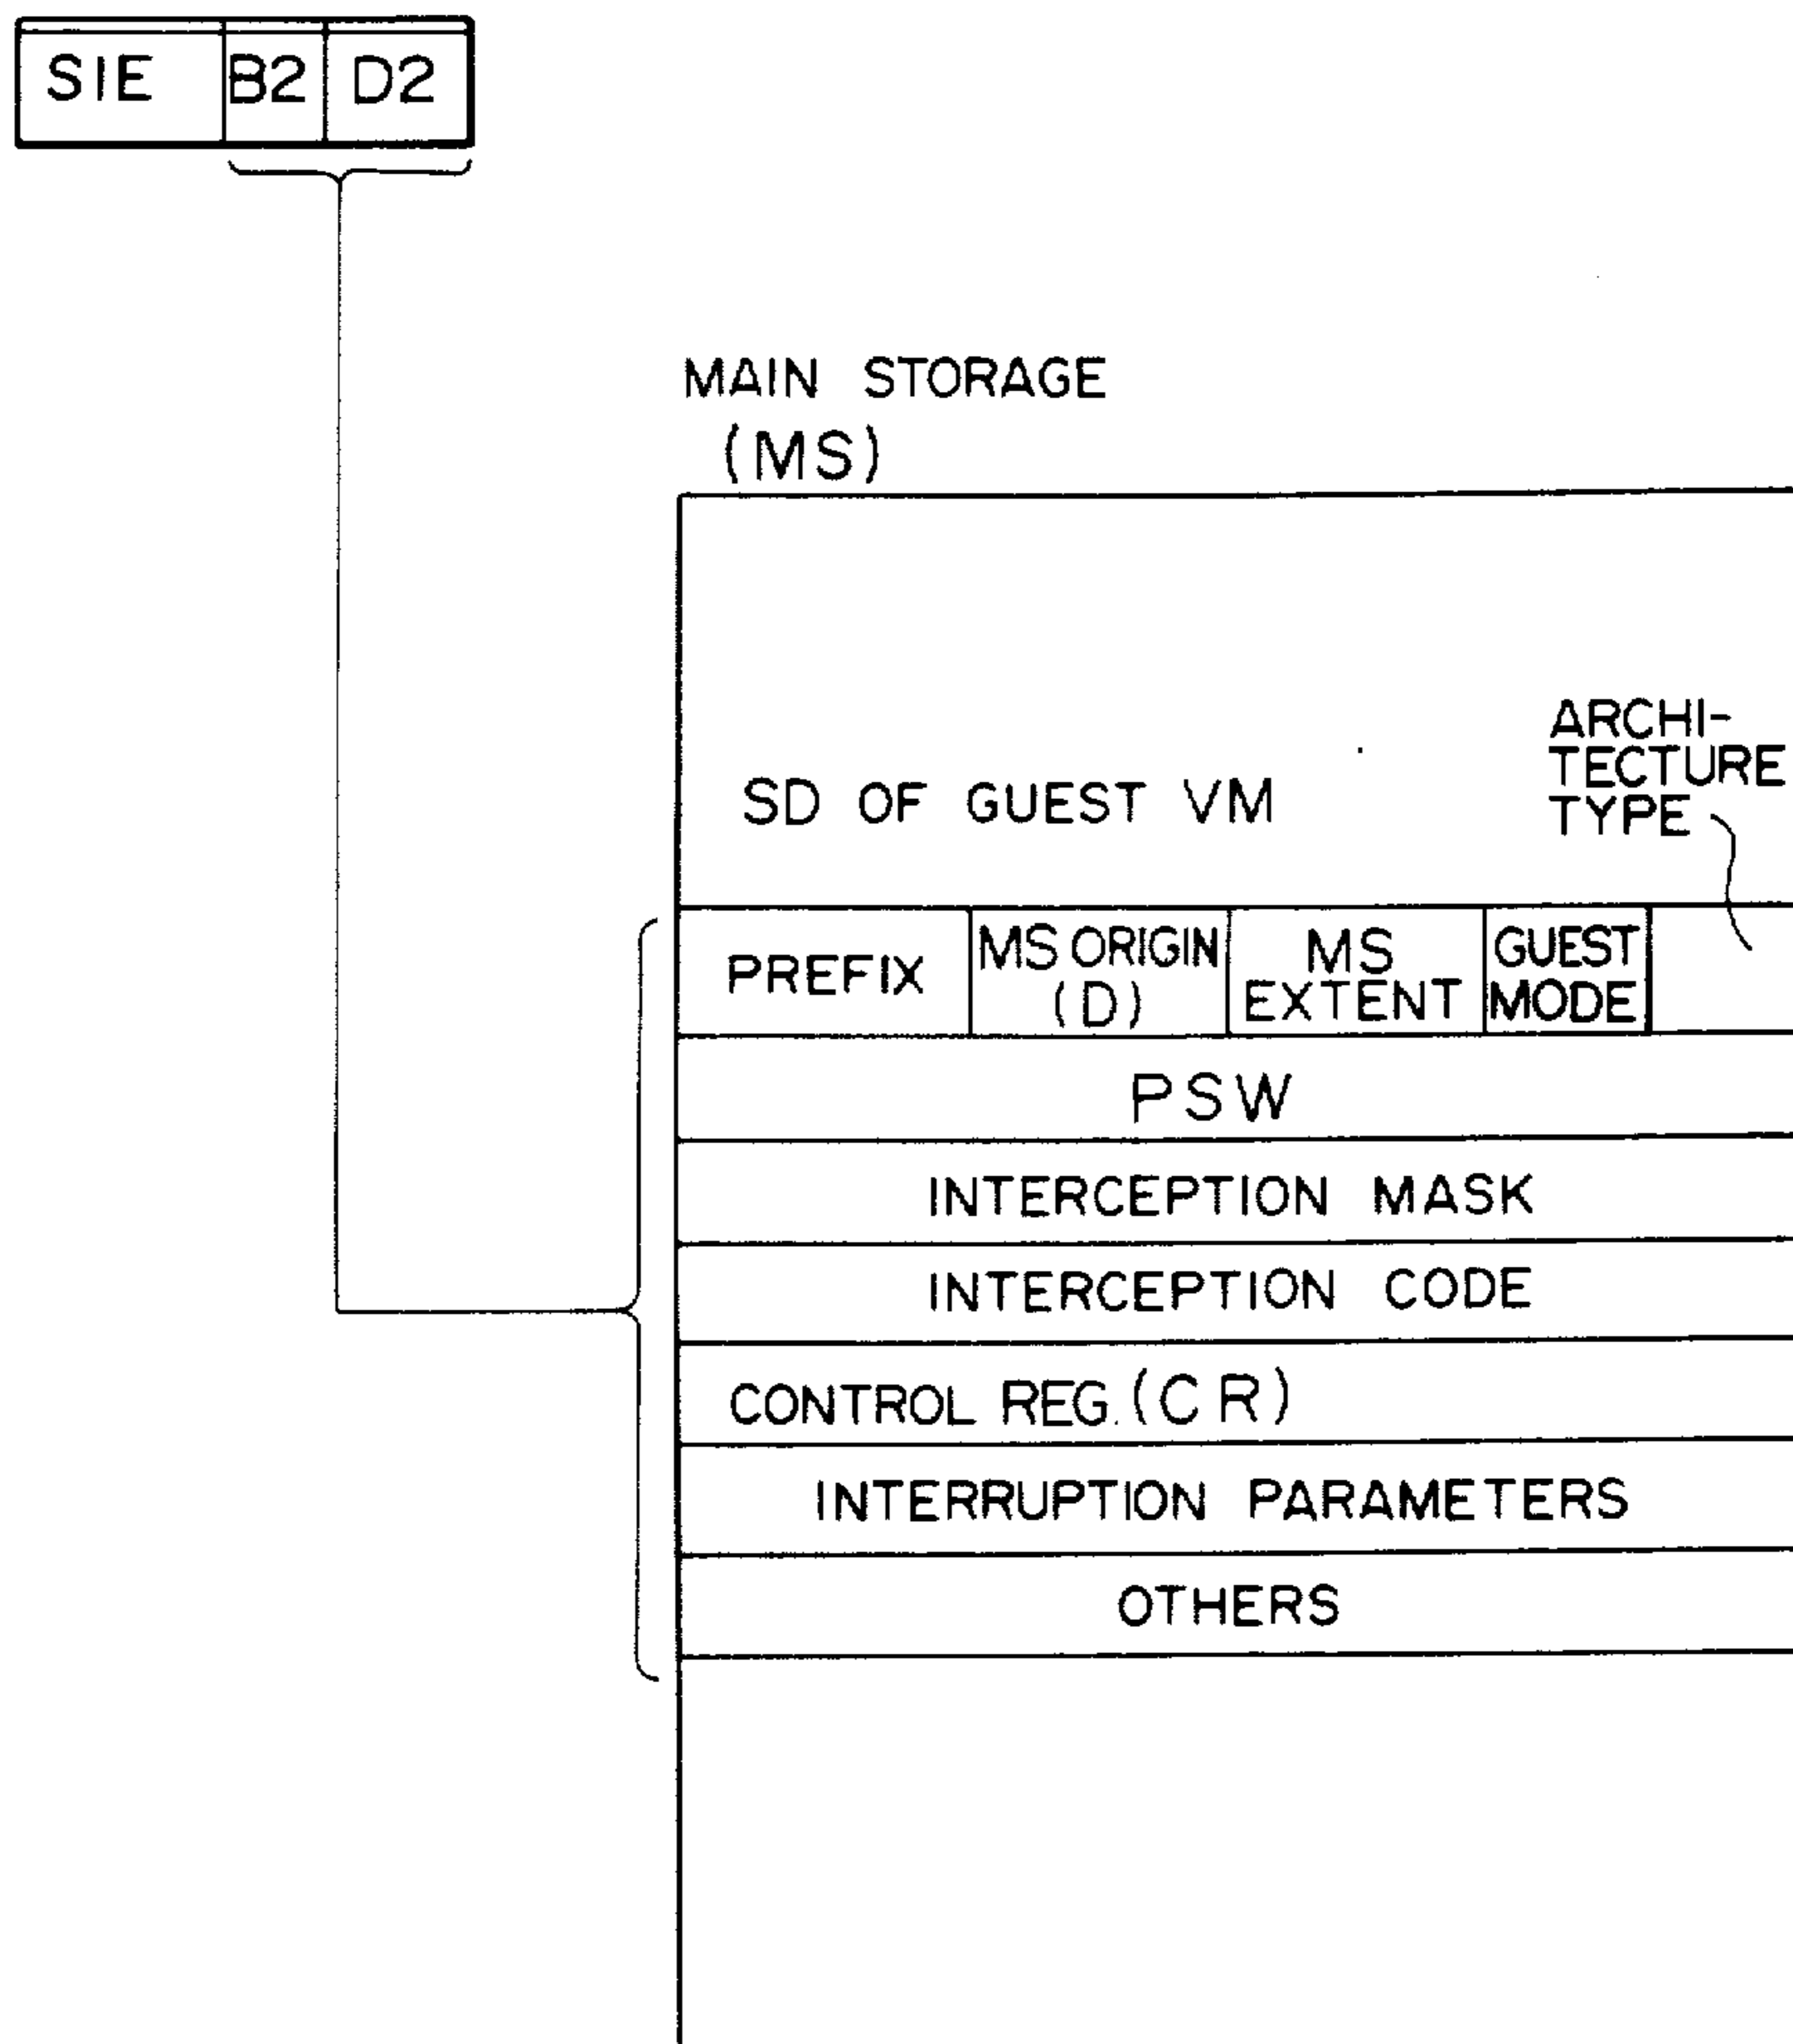 SIE B2 D2
MAIN STORAGE
(MS)
ARCHI-
TECTURE
TYPE
SD OF GUEST VM
PREFIX
MS ORIGIN
(D)
MS
EXTENT
GUEST
MODE
PSW
INTERCEPTION MASK
INTERCEPTION CODE
CONTROL REG. (CR)
INTERRUPTION PARAMETERS
OTHERS